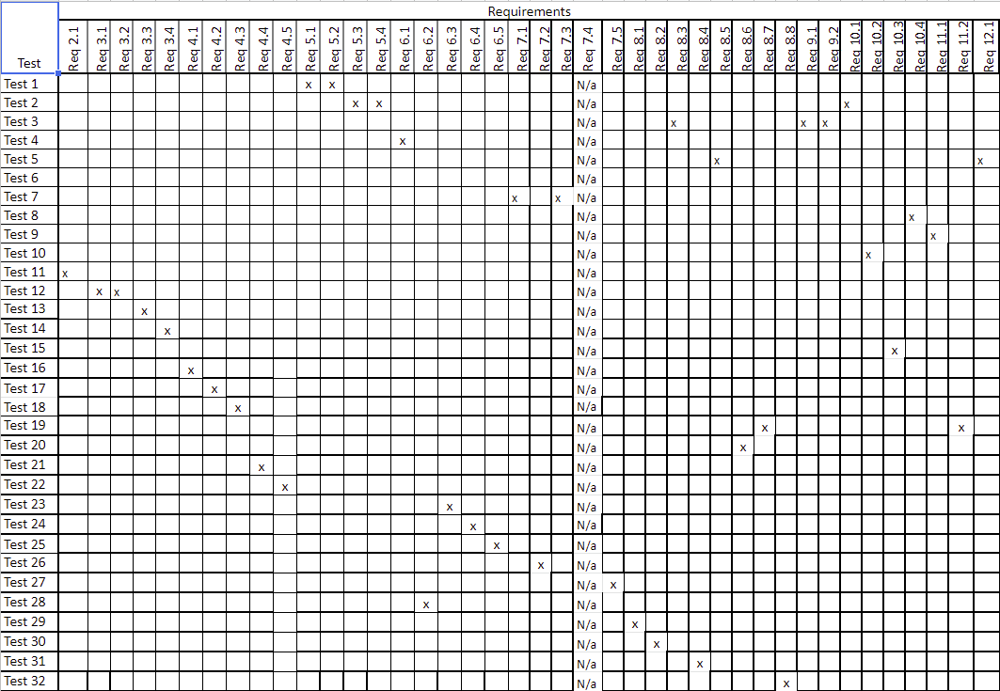 Requirements
Test Req 2.1 Req 3.1 Req 3.2 Req 3.3 Req 3.4 Req 4.1 Req 4.2 Req 4.3 Req 4.4 Req 4.5 Req 5.1 Req 5.2 Req 5.3 Req 5.4 Req 6.1 Req 6.2 Req 6.3 Req 6.4 Req 6.5 Req 7.1 Req 7.2 Req 7.3 Req 7.4 Req 7.5 Req 8.1 Req 8.2 Req 8.3 Req 8.4 Req 8.5 Req 8.6 Req 8.7 Req 8.8 Req 9.1 Req 9.2 Req 10.1 Req 10.2 Req 10.3 Req 10.4 Req 11.1 Req 11.2 Req 12.1
Test 1 x x N/a
Test 2 x x N/a x
Test 3 N/a x x x
Test 4 x N/a
Test 5 N/a x x
Test 6 N/a
Test 7 x x N/a
Test 8 N/a x
Test 9 N/a x
Test 10 N/a x
Test 11 x N/a
Test 12 x x N/a
Test 13 x N/a
Test 14 x N/a
Test 15 N/a x
Test 16 x N/a
Test 17 x N/a
Test 18 x N/a
Test 19 N/a x x
Test 20 N/a x
Test 21 x N/a
Test 22 x N/a
Test 23 x N/a
Test 24 x N/a
Test 25 x N/a
Test 26 x N/a
Test 27 N/a x
Test 28 x N/a
Test 29 N/a x
Test 30 N/a x
Test 31 N/a x
Test 32 N/a x